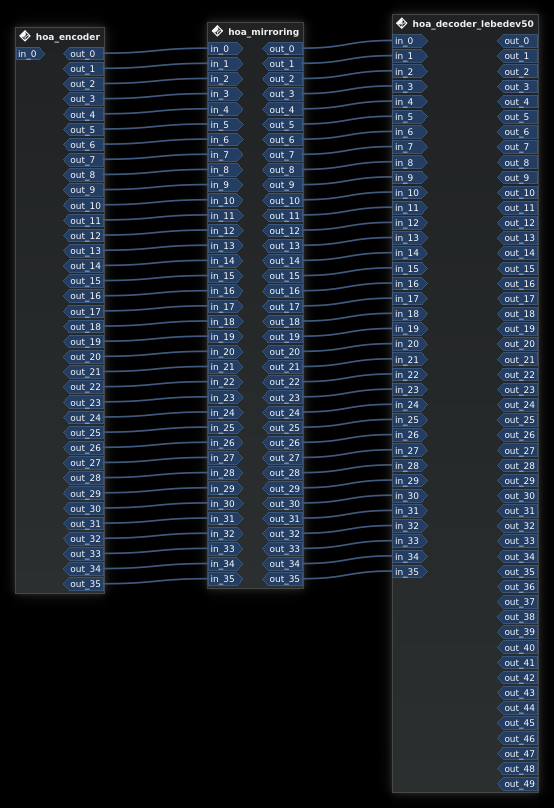 hoa_encoder
in_0
out_0
out_1
out_2
out_3
out_4
out_5
out_6
out_7
out_8
out_9
out_10
out_11
out_12
out_13
out_14
out_15
out_16
out_17
out_18
out_19
out_20
out_21
out_22
out_23
out_24
out_25
out_26
out_27
out_28
out_29
out_30
out_31
out_32
out_33
out_34
out_35
hoa_mirroring
in_0 out_0
in_1 out_1
in_2 out_2
in_3 out_3
in_4 out_4
in_5 out_5
in_6 out_6
in_7 out_7
in_8 out_8
in_9 out_9
in_10 out_10
in_11 out_11
in_12 out_12
in_13 out_13
in_14 out_14
in_15 out_15
in_16 out_16
in_17 out_17
in_18 out_18
in_19 out_19
in_20 out_20
in_21 out_21
in_22 out_22
in_23 out_23
in_24 out_24
in_25 out_25
in_26 out_26
in_27 out_27
in_28 out_28
in_29 out_29
in_30 out_30
in_31 out_31
in_32 out_32
in_33 out_33
in_34 out_34
in_35 out_35
hoa_decoder_lebedev50
in_0 out_0
in_1 out_1
in_2 out_2
in_3 out_3
in_4 out_4
in_5 out_5
in_6 out_6
in_7 out_7
in_8 out_8
in_9 out_9
in_10 out_10
in_11 out_11
in_12 out_12
in_13 out_13
in_14 out_14
in_15 out_15
in_16 out_16
in_17 out_17
in_18 out_18
in_19 out_19
in_20 out_20
in_21 out_21
in_22 out_22
in_23 out_23
in_24 out_24
in_25 out_25
in_26 out_26
in_27 out_27
in_28 out_28
in_29 out_29
in_30 out_30
in_31 out_31
in_32 out_32
in_33 out_33
in_34 out_34
in_35 out_35
out_36
out_37
out_38
out_39
out_40
out_41
out_42
out_43
out_44
out_45
out_46
out_47
out_48
out_49